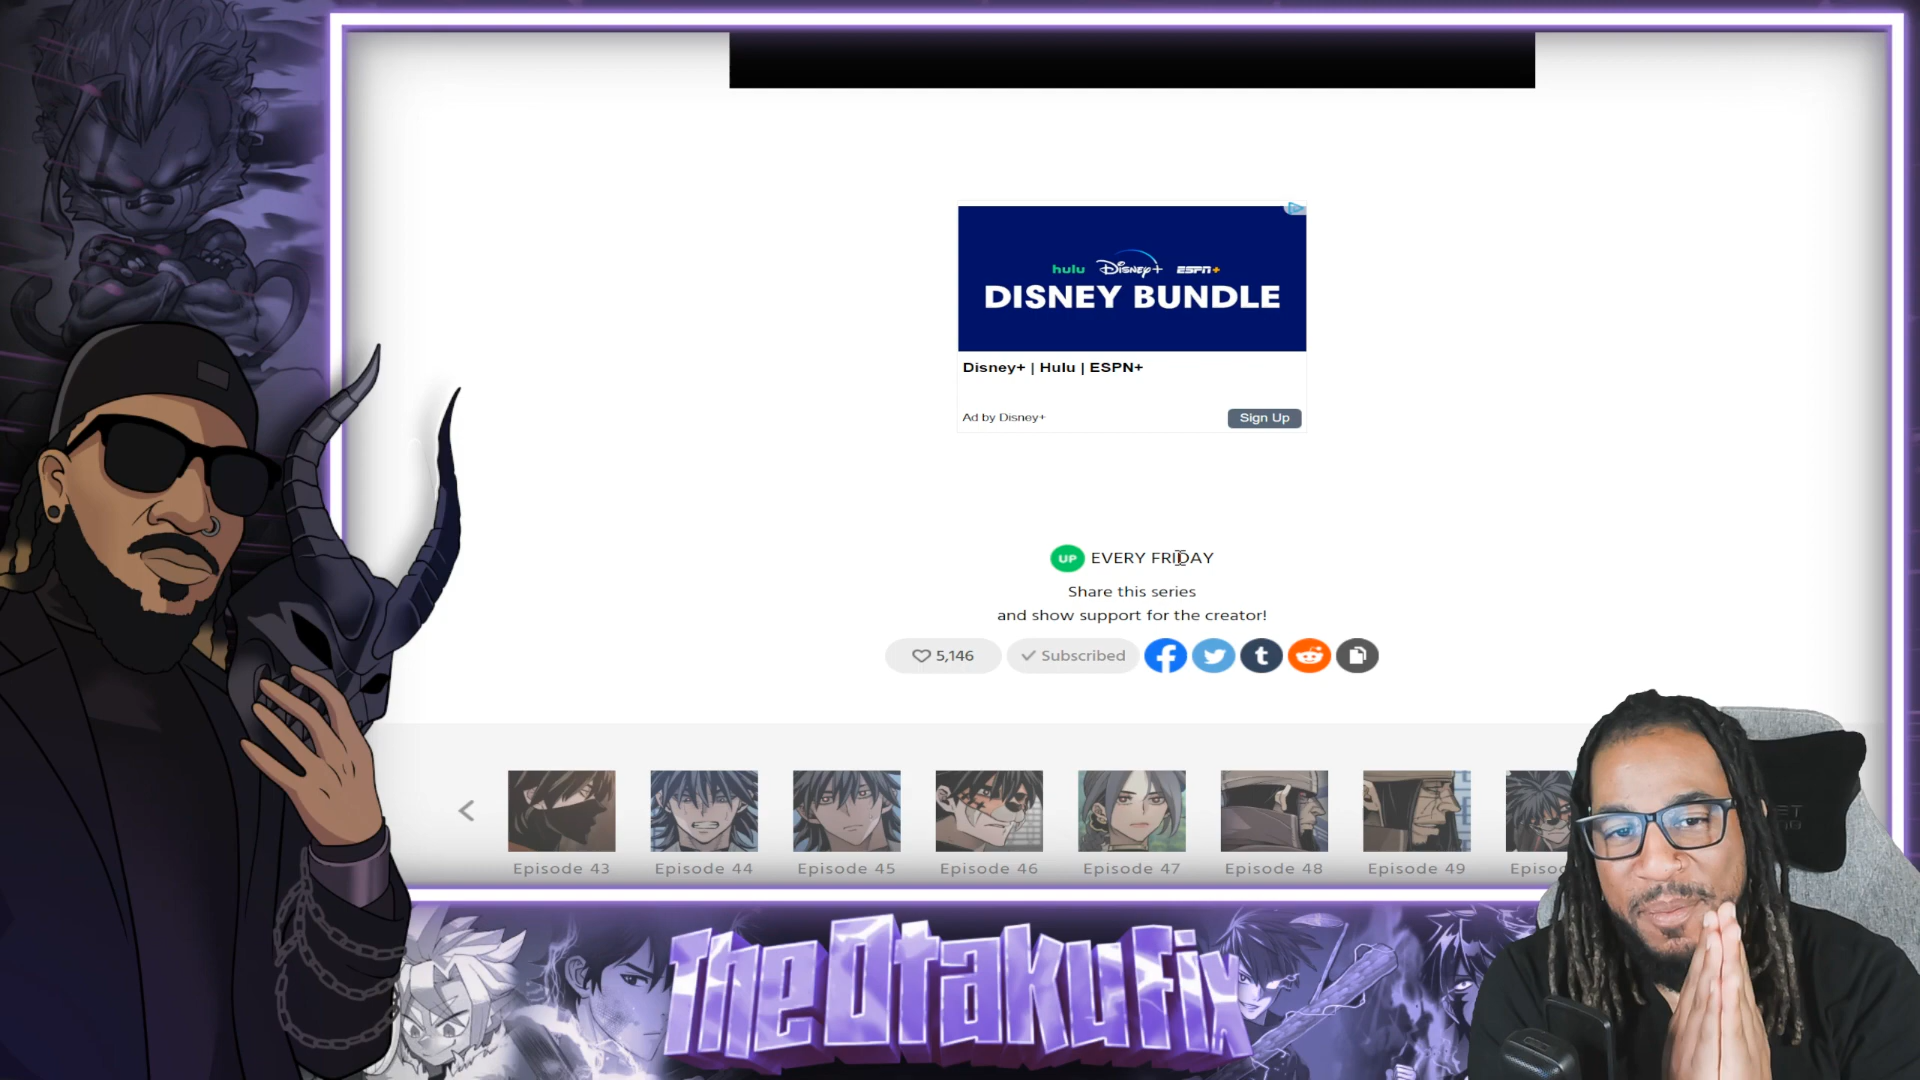 hulu Disney+ ESPN+
DISNEY BUNDLE
Disney+ | Hulu | ESPN+
Ad by Disney+
Sign Up
UP EVERY FRIDAY
Share this series
and show support for the creator!
5,146
Subscribed
Episode 43
Episode 44
Episode 45
Episode 46
Episode 47
Episode 48
Episode 49
TheOtakuFix